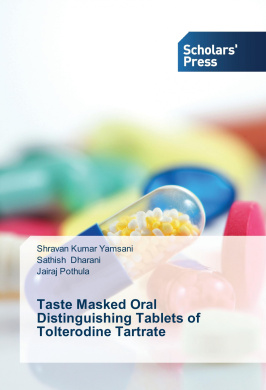 Scholars'
Press
Shravan Kumar Yamsani
Sathish Dharani
Jairaj Pothula
Taste Masked Oral
Distinguishing Tablets of
Tolterodine Tartrate